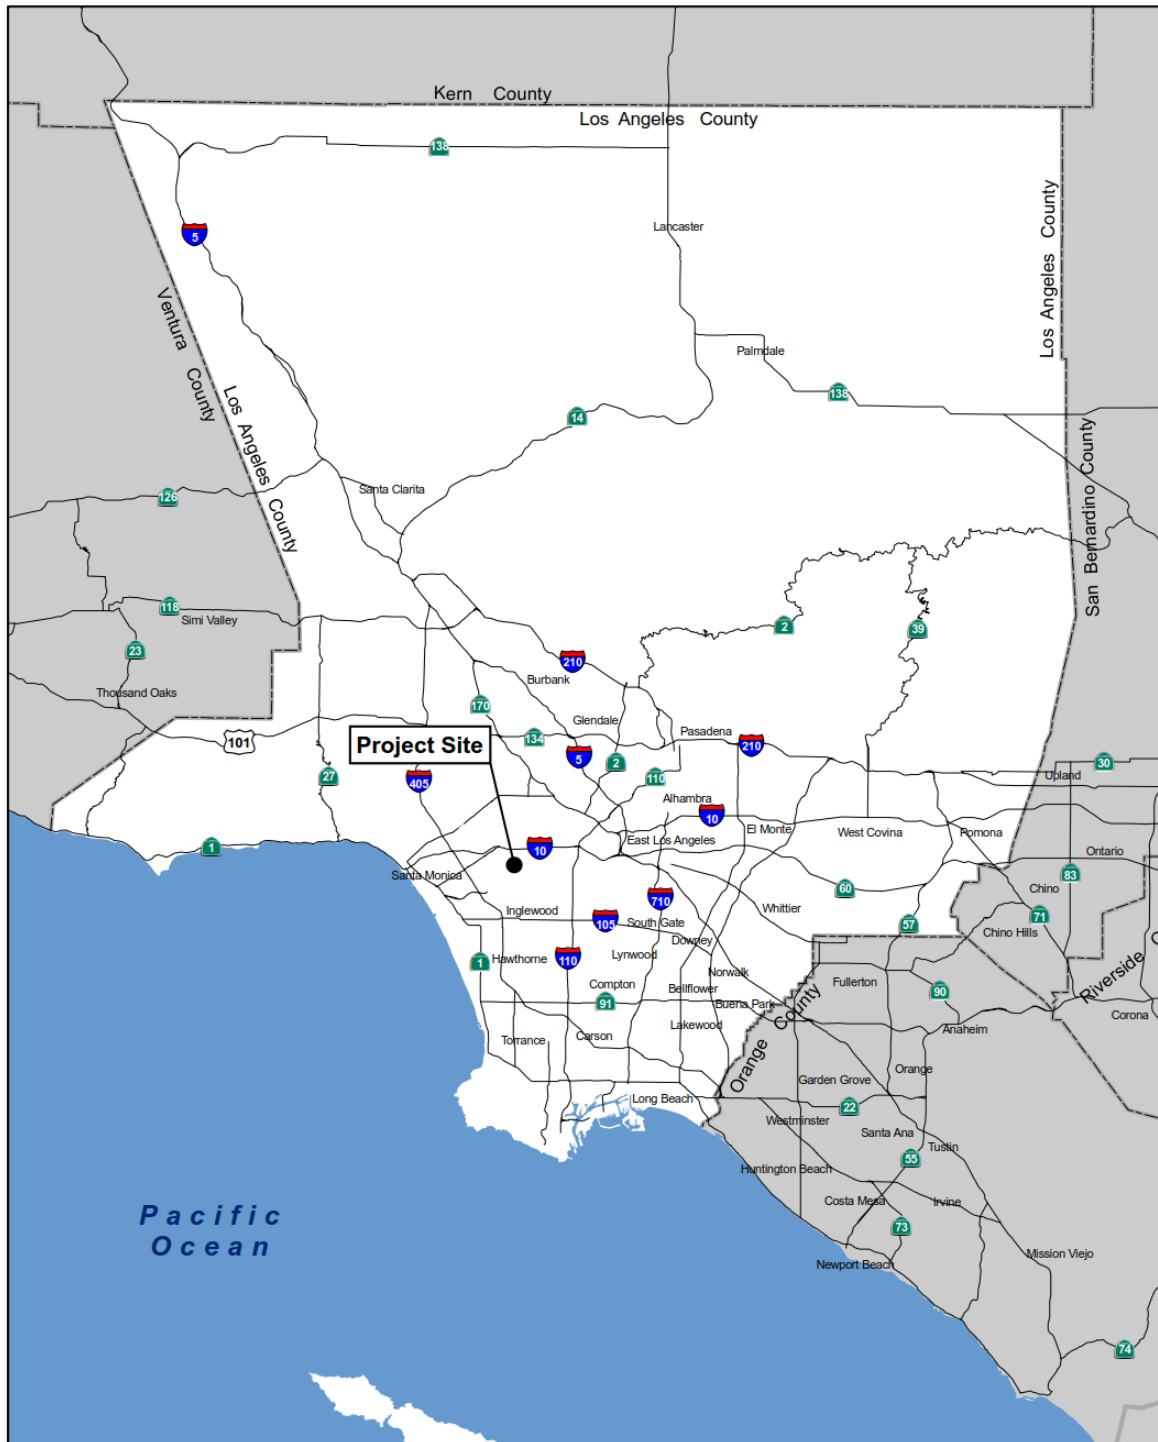 Kern County
Los Angeles County
138
Lancaster
Los Angeles County
5
Ventura County
Palmdale
138
Los Angeles County
14
San Bernardino County
Santa Clarita
126
118
Simi Valley
2
39
23
210
Burbank
Thousand Oaks
170
Glendale
Pasadena
101
Project Site
134
210
5
2
110
30
Upland
27
405
Alhambra
10
El Monte
West Covina
Pomona
East Los Angeles
1
10
Ontario
Santa Monica
83
Chino
60
710
Whittier
Inglewood
105
South Gate
57
71
Chino Hills
Downey
1
Hawthorne
110
Lynwood
Norwalk
Fullerton
Compton
Bellflower
90
91
Buena Park
Orange County
Riverside C
Corona
Lakewood
Anaheim
Torrance
Carson
Orange
Garden Grove
Long Beach
22
Westminster
Santa Ana
Tustin
55
Huntington Beach
Costa Mesa
Irvine
73
Pacific
Ocean
Mission Viejo
Newport Beach
74